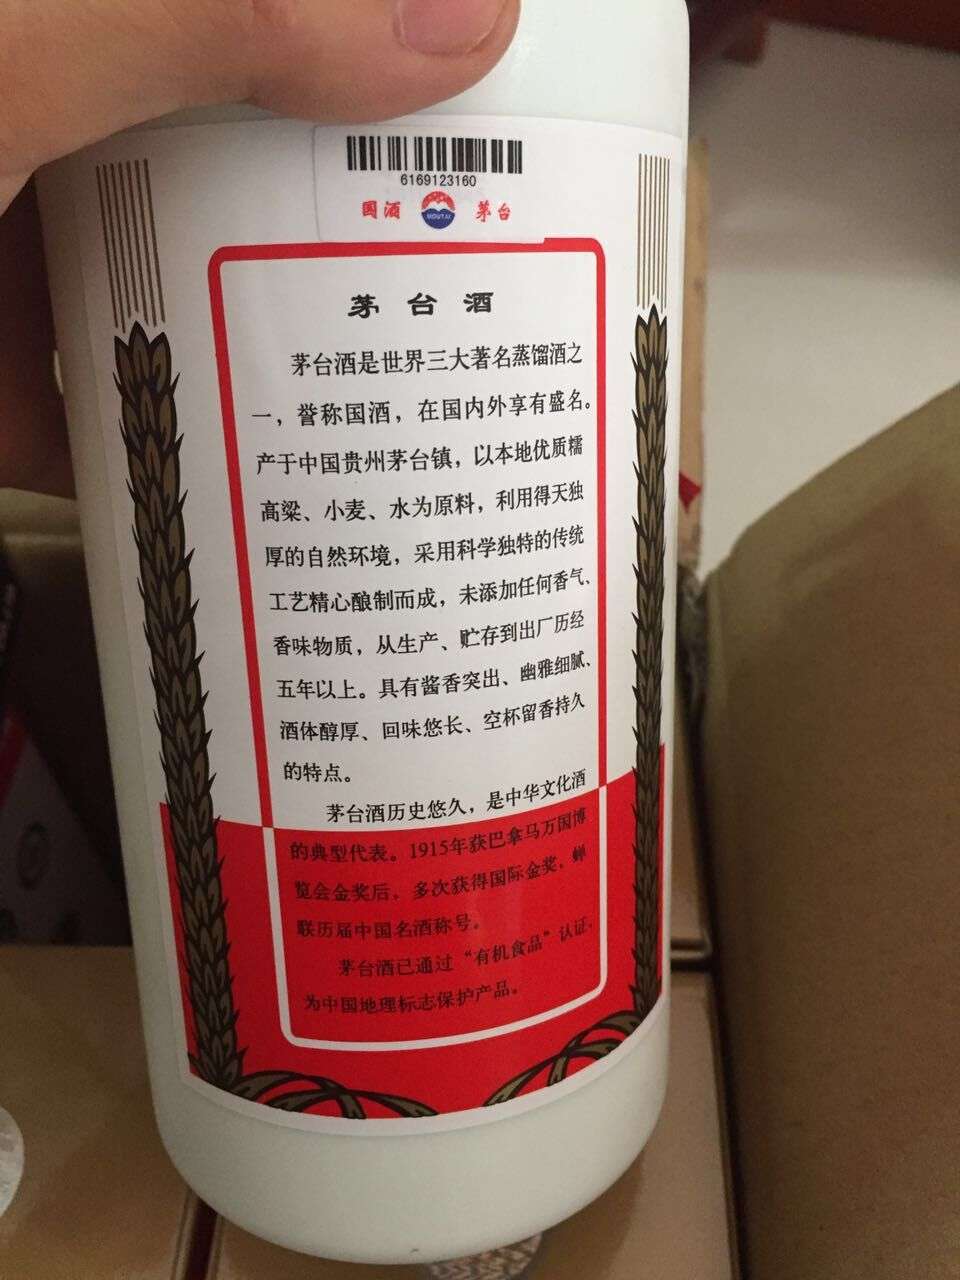 6169123160
国酒 MOUTAI 茅台
茅台酒
茅台酒是世界三大著名蒸馏酒之
一，誉称国酒，在国内外享有盛名。
产于中国贵州茅台镇，以本地优质糯
高粱、小麦、水为原料，利用得天独
厚的自然环境，采用科学独特的传统
工艺精心酿制而成，未添加任何香气、
香味物质，从生产、贮存到出厂历经
五年以上。具有酱香突出、幽雅细腻、
酒体醇厚、回味悠长、空杯留香持久
的特点。
茅台酒历史悠久，是中华文化酒
的典型代表。1915年获巴拿马万国博
览会金奖后，多次获得国际金奖，蝉
联历届中国名酒称号。
茅台酒已通过“有机食品”认证，
为中国地理标志保护产品。